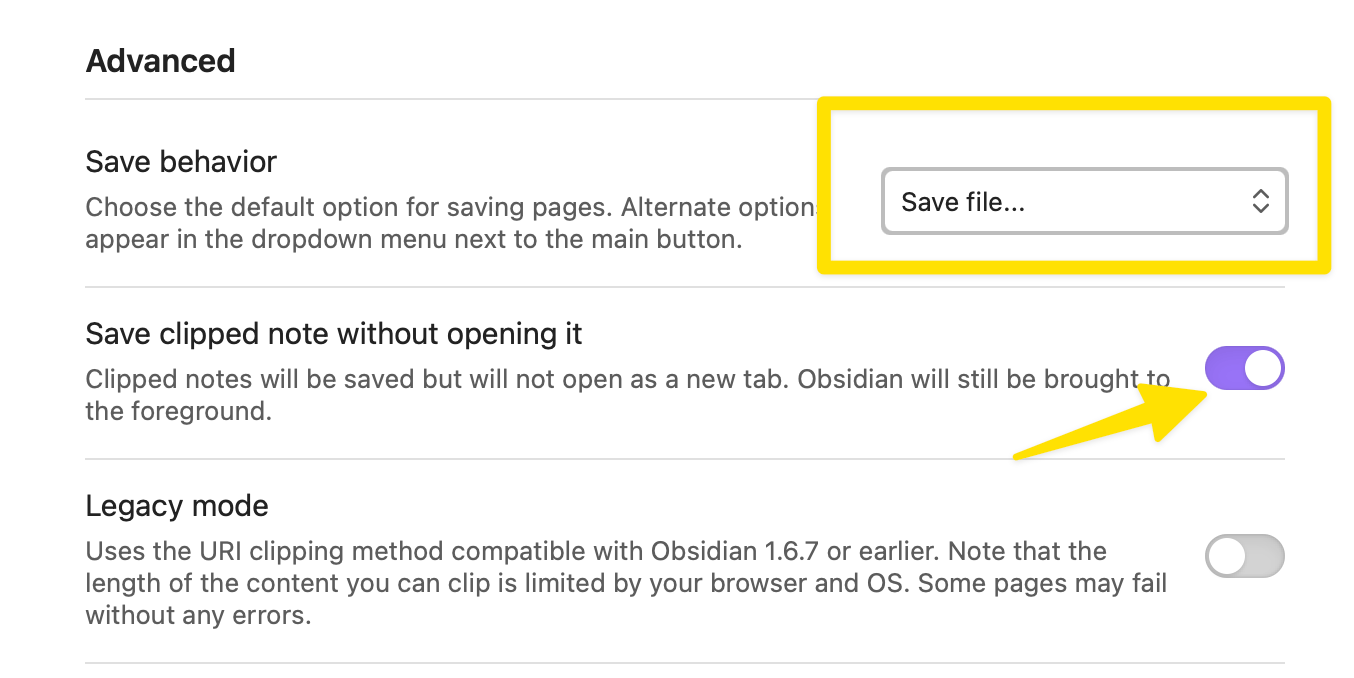 Advanced
Save behavior
Choose the default option for saving pages. Alternate option
appear in the dropdown menu next to the main button.
Save file...
Save clipped note without opening it
Clipped notes will be saved but will not open as a new tab. Obsidian will still be brought to
the foreground.
Legacy mode
Uses the URI clipping method compatible with Obsidian 1.6.7 or earlier. Note that the
length of the content you can clip is limited by your browser and OS. Some pages may fail
without any errors.